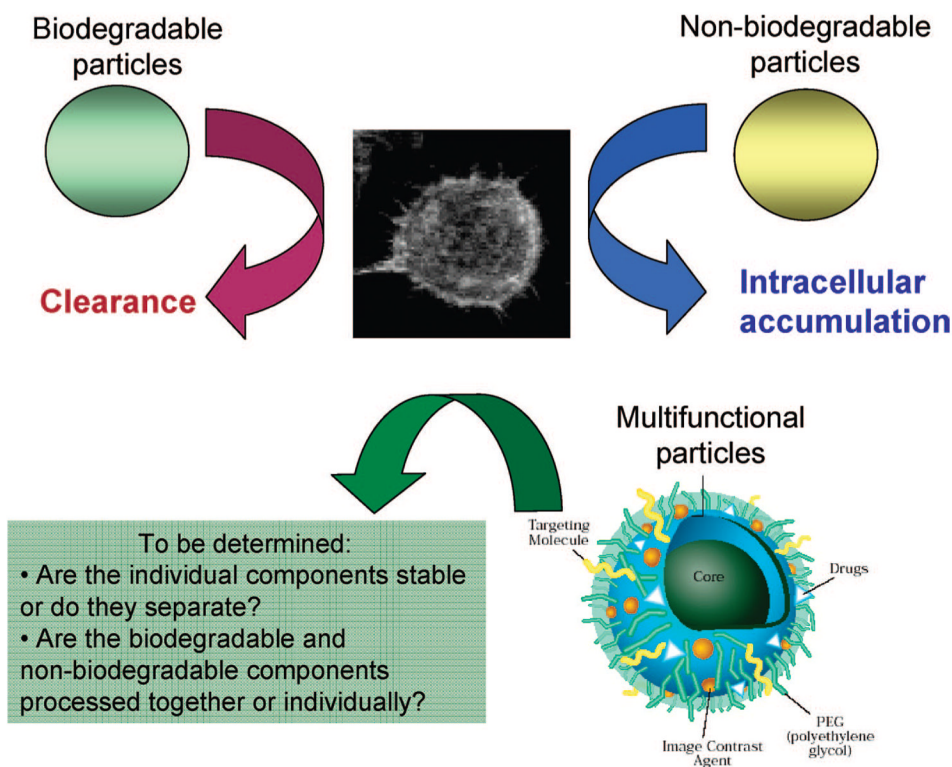 Biodegradable
particles
Non-biodegradable
particles
Clearance
Intracellular
accumulation
Multifunctional
particles
Targeting
Molecule
Core
Drugs
PEG
(polyethylene
glycol)
Image Contrast
Agent
To be determined:
• Are the individual components stable
or do they separate?
• Are the biodegradable and
non-biodegradable components
processed together or individually?